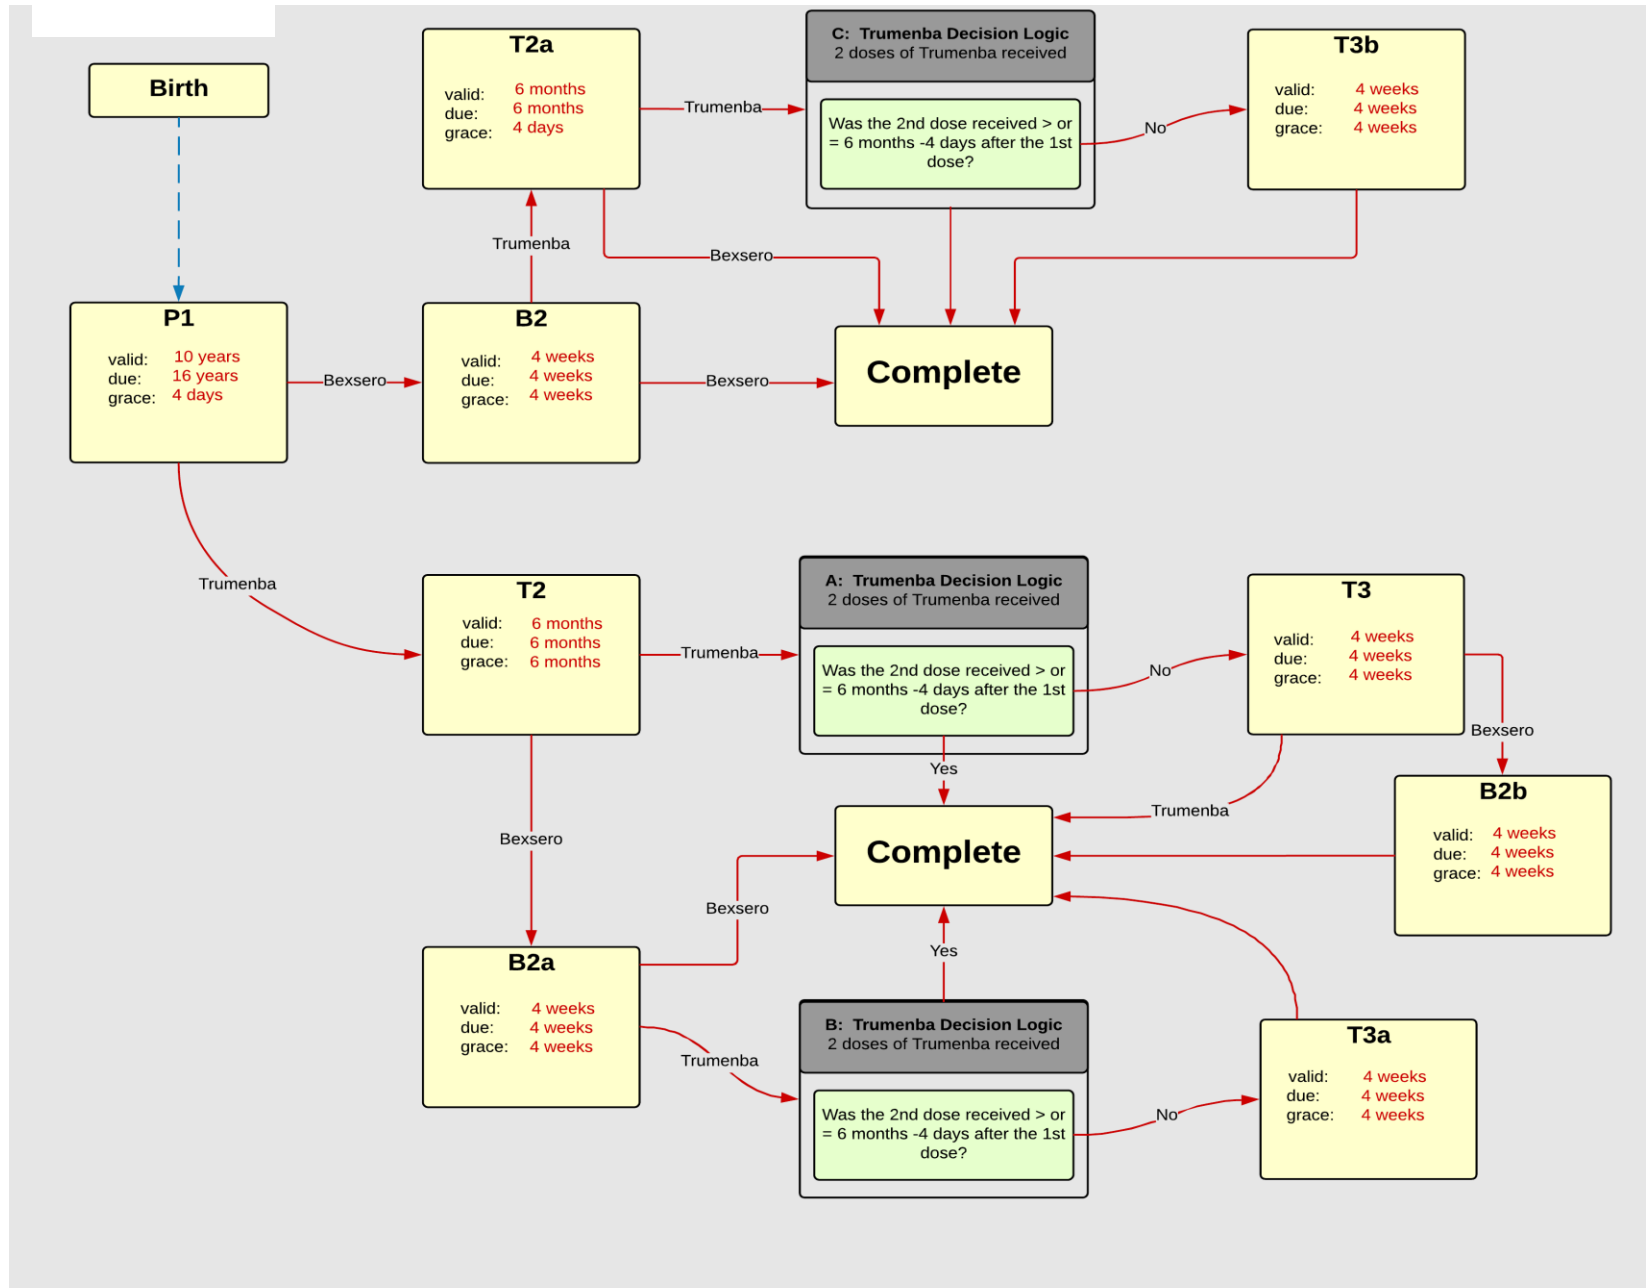 Birth
T2a
valid: 6 months
due: 6 months
grace: 4 days
Trumenba
C: Trumenba Decision Logic
2 doses of Trumenba received
Was the 2nd dose received > or
= 6 months -4 days after the 1st
dose?
No
T3b
valid: 4 weeks
due: 4 weeks
grace: 4 weeks
Trumenba
Bexsero
P1
valid: 10 years
due: 16 years
grace: 4 days
Bexsero
B2
valid: 4 weeks
due: 4 weeks
grace: 4 weeks
Bexsero
Complete
Trumenba
T2
valid: 6 months
due: 6 months
grace: 6 months
Trumenba
A: Trumenba Decision Logic
2 doses of Trumenba received
Was the 2nd dose received > or
= 6 months -4 days after the 1st
dose?
No
T3
valid: 4 weeks
due: 4 weeks
grace: 4 weeks
Bexsero
Yes
Trumenba
B2b
valid: 4 weeks
due: 4 weeks
grace: 4 weeks
Bexsero
Complete
Bexsero
Yes
B2a
valid: 4 weeks
due: 4 weeks
grace: 4 weeks
Trumenba
B: Trumenba Decision Logic
2 doses of Trumenba received
Was the 2nd dose received > or
= 6 months -4 days after the 1st
dose?
No
T3a
valid: 4 weeks
due: 4 weeks
grace: 4 weeks